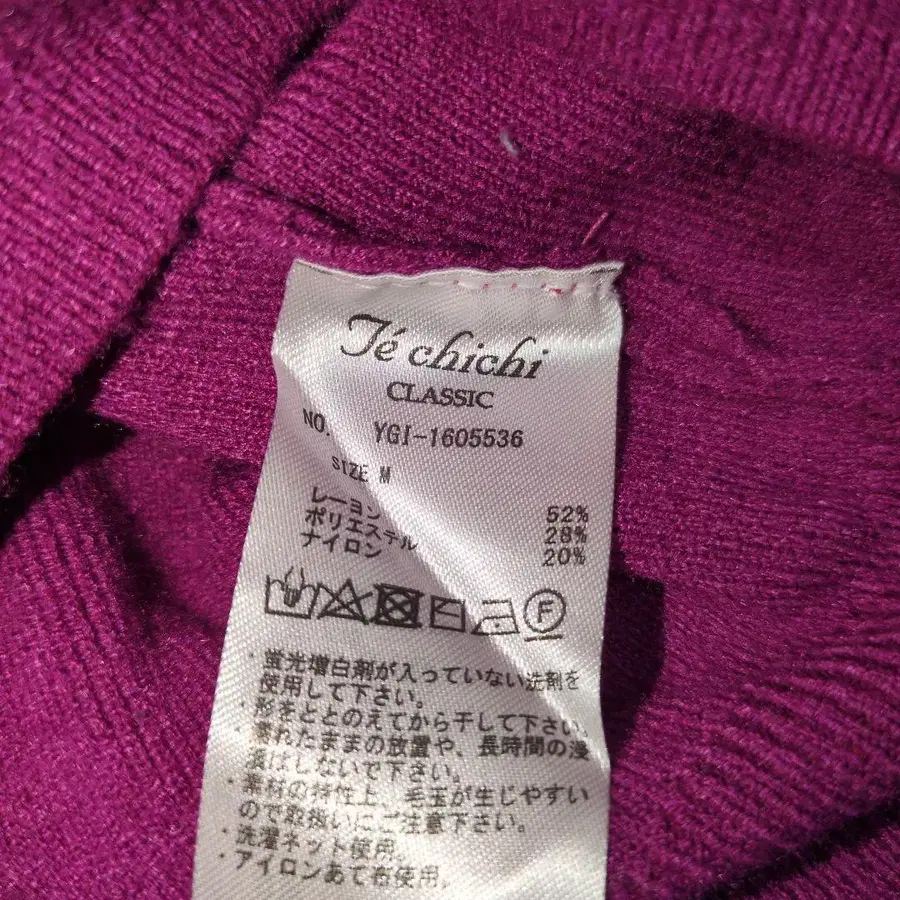 Té chichi
CLASSIC
NO. YGI-1605536
SIZE M
レーヨン 52%
ポリエステル 28%
ナイロン 20%
F
・蛍光増白剤が入っていない洗剤を
使用して下さい。
・形をととのえてから干して下さい。
・濡れたままの放置や、長時間の浸
漬はしないで下さい。
・素材の特性上、毛玉が生じやすい
ので取扱いにご注意下さい。
・洗濯ネット使用。
・アイロンあて布使用。